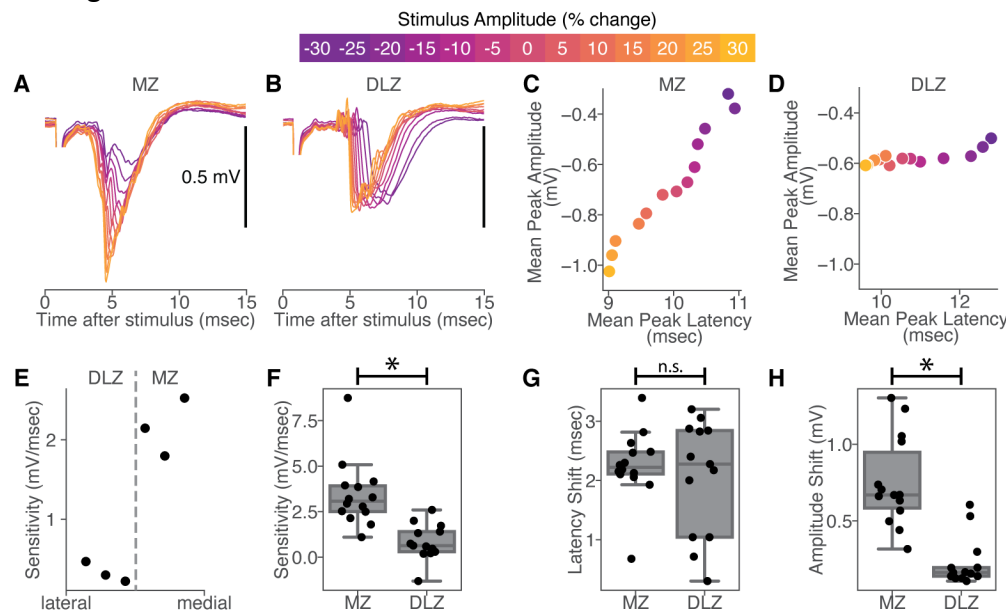 Stimulus Amplitude (% change)
-30 -25 -20 -15 -10 -5 0 5 10 15 20 25 30
A MZ
0.5 mV
0 5 10 15
Time after stimulus (msec)
B DLZ
0 5 10 15
Time after stimulus (msec)
C MZ
Mean Peak Amplitude
(mV)
−0.4
−0.6
−0.8
−1.0
9 10 11
Mean Peak Latency
(msec)
D DLZ
Mean Peak Amplitude
(mV)
−0.4
−0.6
−0.8
−1.0
10 12
Mean Peak Latency
(msec)
E DLZ MZ
Sensitivity (mV/msec)
2
1
lateral medial
F *
Sensitivity (mV/msec)
7.5
5.0
2.5
0.0
MZ DLZ
G n.s.
Latency Shift (msec)
3
2
1
MZ DLZ
H *
Amplitude Shift (mV)
1.0
0.5
MZ DLZ